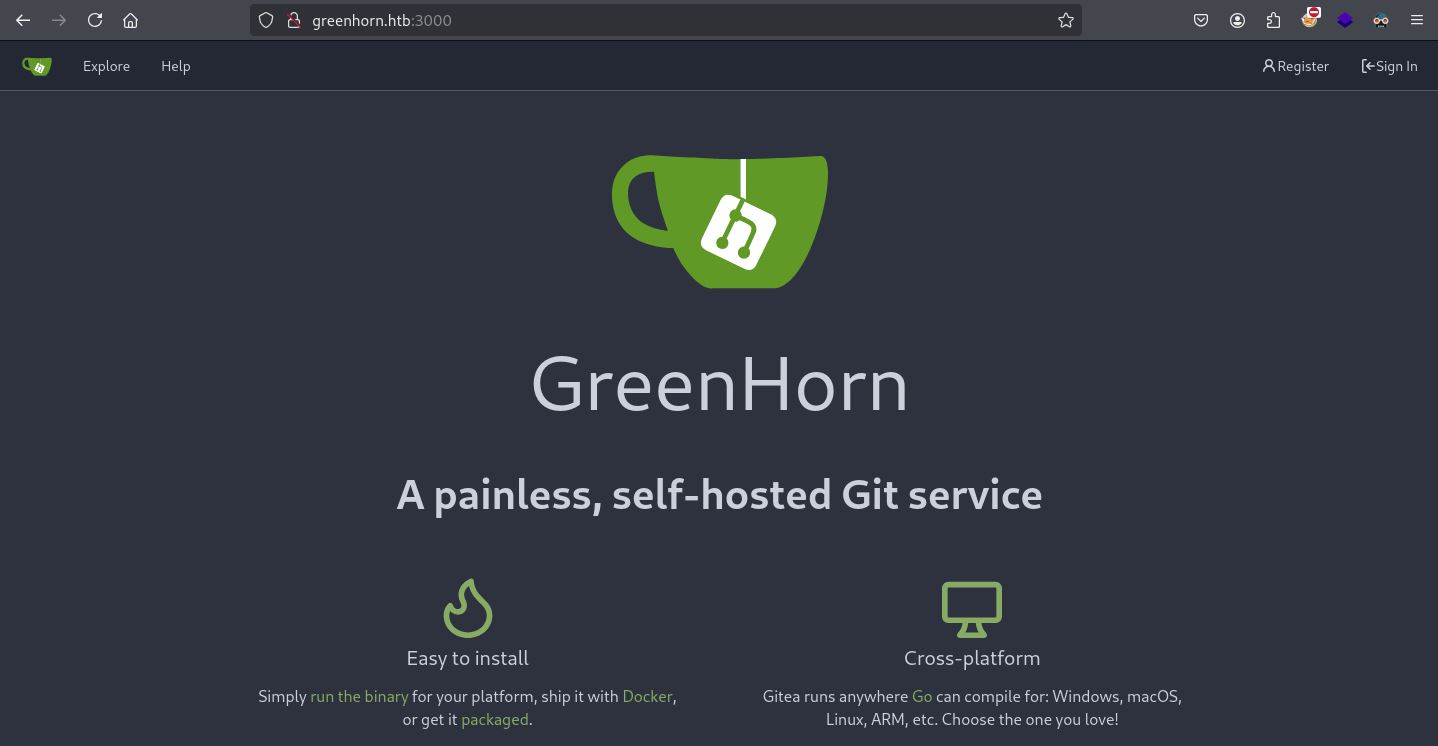 greenhorn.htb:3000
Explore Help Register Sign In
GreenHorn
A painless, self-hosted Git service
Easy to install
Simply run the binary for your platform, ship it with Docker,
or get it packaged.
Cross-platform
Gitea runs anywhere Go can compile for: Windows, macOS,
Linux, ARM, etc. Choose the one you love!